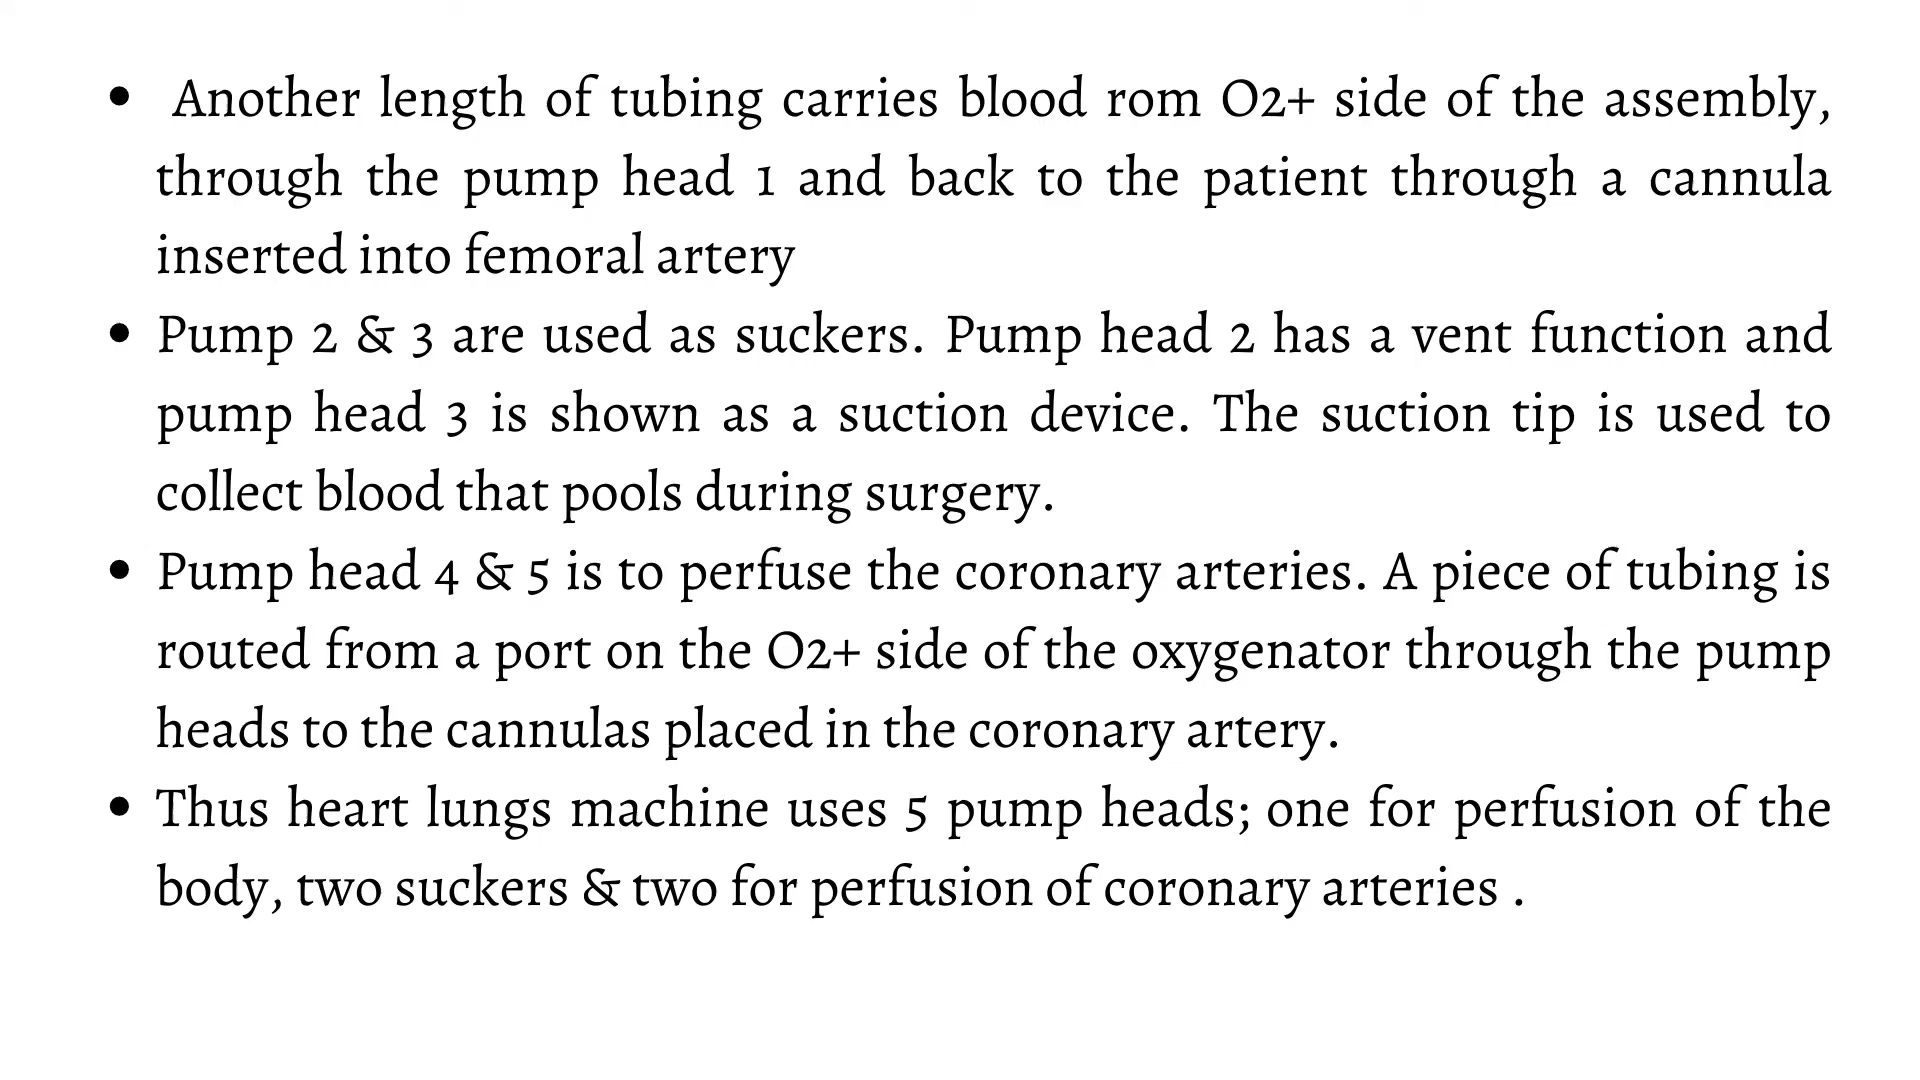 • Another length of tubing carries blood rom O2+ side of the assembly,
through the pump head 1 and back to the patient through a cannula
inserted into femoral artery
• Pump 2 & 3 are used as suckers. Pump head 2 has a vent function and
pump head 3 is shown as a suction device. The suction tip is used to
collect blood that pools during surgery.
• Pump head 4 & 5 is to perfuse the coronary arteries. A piece of tubing is
routed from a port on the O2+ side of the oxygenator through the pump
heads to the cannulas placed in the coronary artery.
• Thus heart lungs machine uses 5 pump heads; one for perfusion of the
body, two suckers & two for perfusion of coronary arteries .